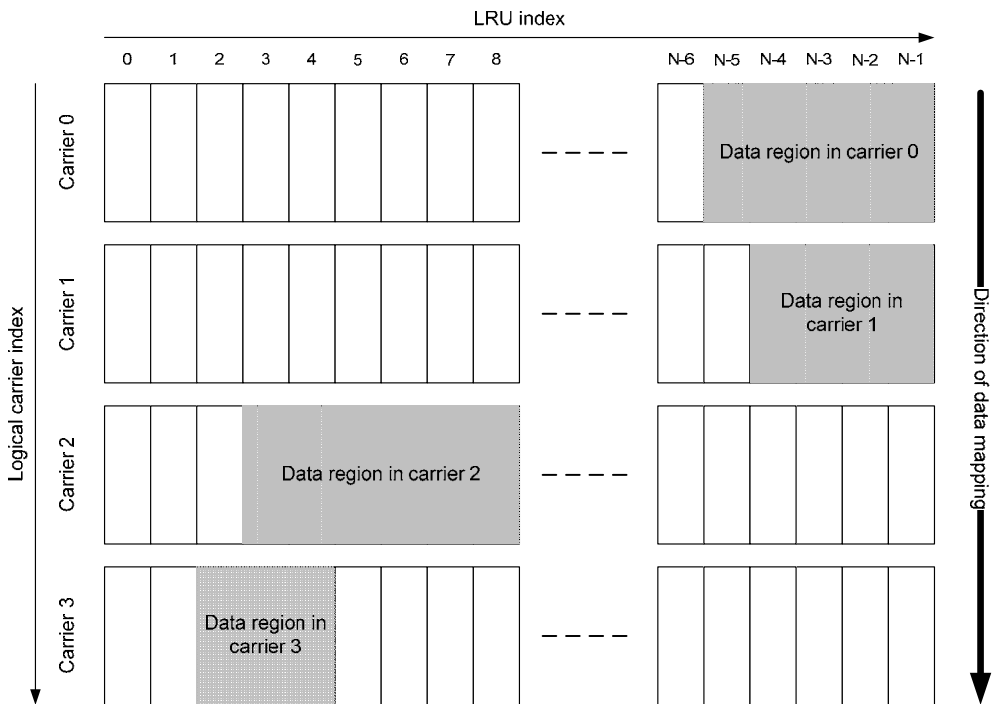 LRU index
0 1 2 3 4 5 6 7 8 N-6 N-5 N-4 N-3 N-2 N-1
Logical carrier index
Carrier 0
Data region in carrier 0
Carrier 1
Data region in
carrier 1
Carrier 2
Data region in carrier 2
Carrier 3
Data region in
carrier 3
Direction of data mapping